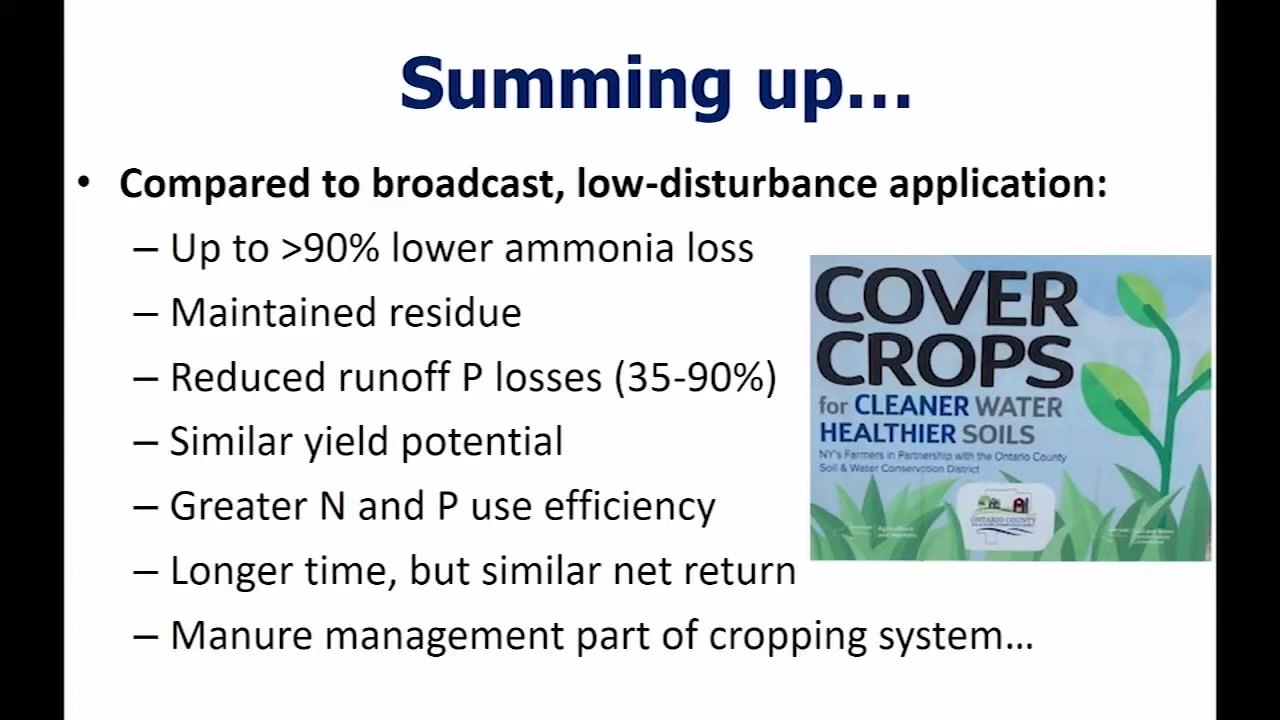 Summing up...
• Compared to broadcast, low-disturbance application:
– Up to >90% lower ammonia loss
– Maintained residue
– Reduced runoff P losses (35-90%)
– Similar yield potential
– Greater N and P use efficiency
– Longer time, but similar net return
– Manure management part of cropping system...
COVER
CROPS
for CLEANER WATER
HEALTHIER SOILS
NY's Farmers in Partnership with the Ontario County
Soil & Water Conservation District
ONTARIO COUNTY